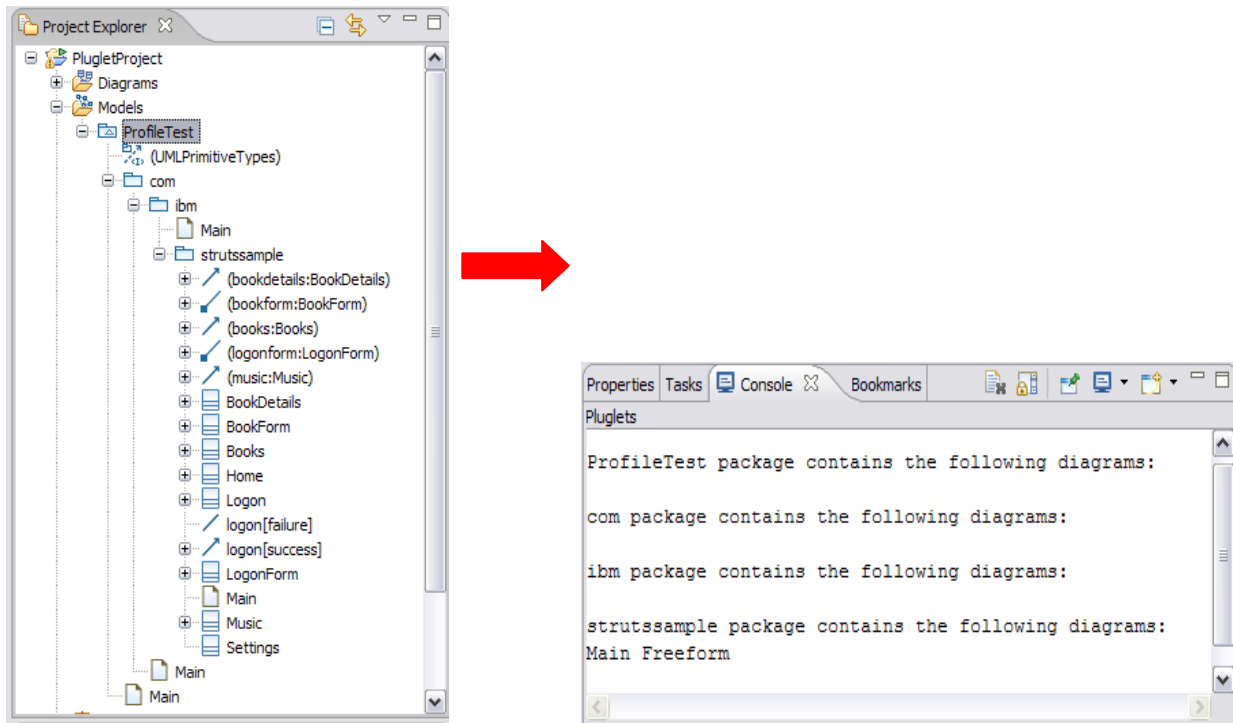 Project Explorer
PlugletProject
Diagrams
Models
ProfileTest
(UMLPrimitiveTypes)
com
ibm
Main
strutssample
(bookdetails:BookDetails)
(bookform:BookForm)
(books:Books)
(logonform:LogonForm)
(music:Music)
BookDetails
BookForm
Books
Home
Logon
logon[failure]
logon[success]
LogonForm
Main
Music
Settings
Main
Main
Properties Tasks Console Bookmarks
Pluglets
ProfileTest package contains the following diagrams:
com package contains the following diagrams:
ibm package contains the following diagrams:
strutssample package contains the following diagrams:
Main Freeform